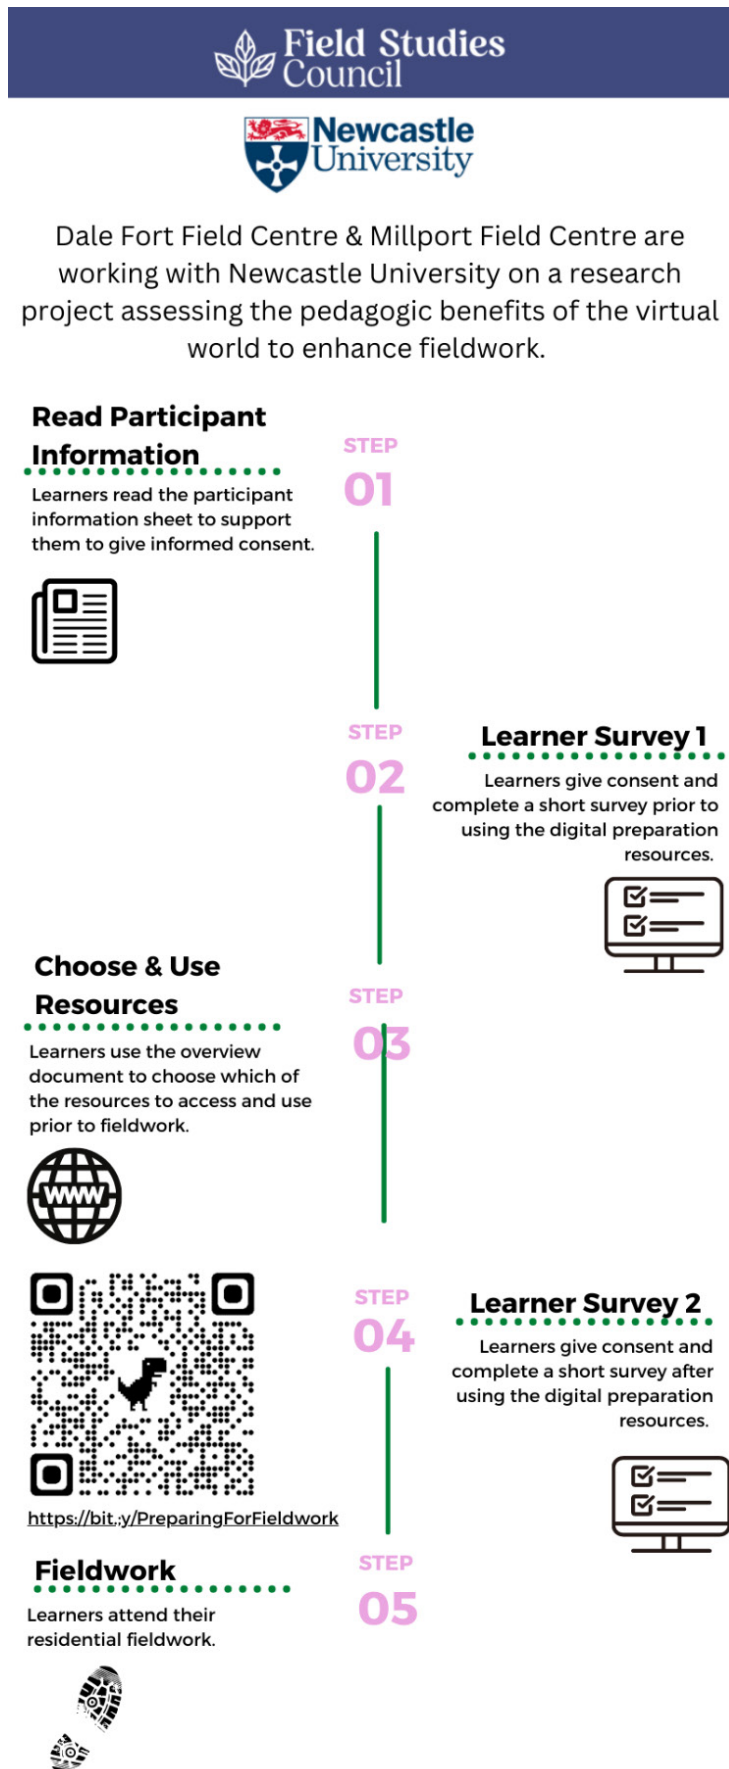 Field Studies
Council
Newcastle
University
Dale Fort Field Centre & Millport Field Centre are
working with Newcastle University on a research
project assessing the pedagogic benefits of the virtual
world to enhance fieldwork.
Read Participant
Information
Learners read the participant
information sheet to support
them to give informed consent.
STEP
01
STEP
02
Learner Survey 1
Learners give consent and
complete a short survey prior to
using the digital preparation
resources.
Choose & Use
Resources
Learners use the overview
document to choose which of
the resources to access and use
prior to fieldwork.
WWW
STEP
03
https://bit.;y/PreparingForFieldwork
STEP
04
Learner Survey 2
Learners give consent and
complete a short survey after
using the digital preparation
resources.
Fieldwork
Learners attend their
residential fieldwork.
STEP
05